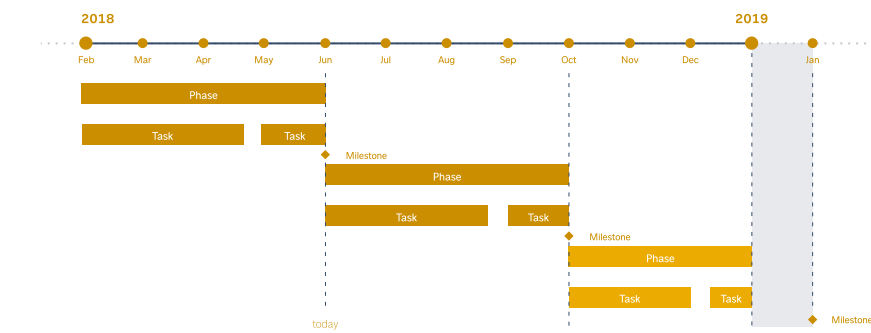 2018 2019
Feb Mar Apr May Jun Jul Aug Sep Oct Nov Dec Jan
Phase
Task Task
Milestone
Phase
Task Task
Milestone
Phase
Task Task
Milestone
today